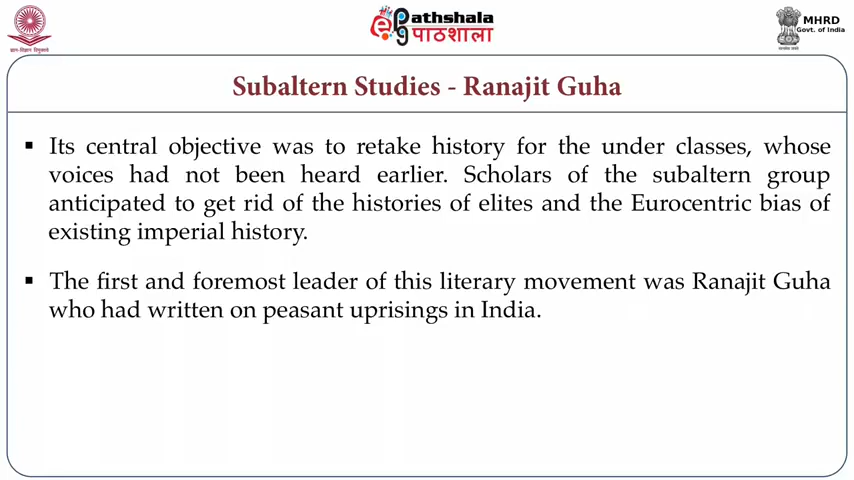 ePathshala
पाठशाला
MHRD
Govt. of India
Subaltern Studies - Ranajit Guha
▪ Its central objective was to retake history for the under classes, whose
voices had not been heard earlier. Scholars of the subaltern group
anticipated to get rid of the histories of elites and the Eurocentric bias of
existing imperial history.
▪ The first and foremost leader of this literary movement was Ranajit Guha
who had written on peasant uprisings in India.